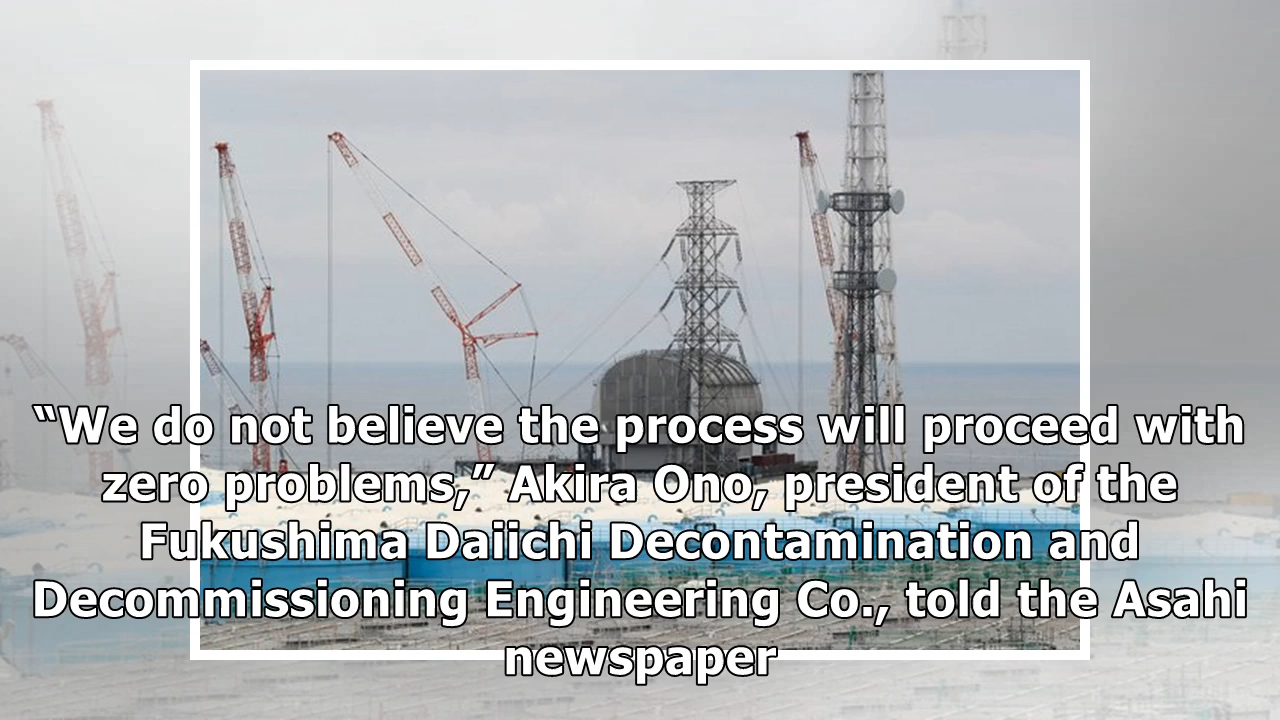 “We do not believe the process will proceed with
zero problems,” Akira Ono, president of the
Fukushima Daiichi Decontamination and
Decommissioning Engineering Co., told the Asahi
newspaper